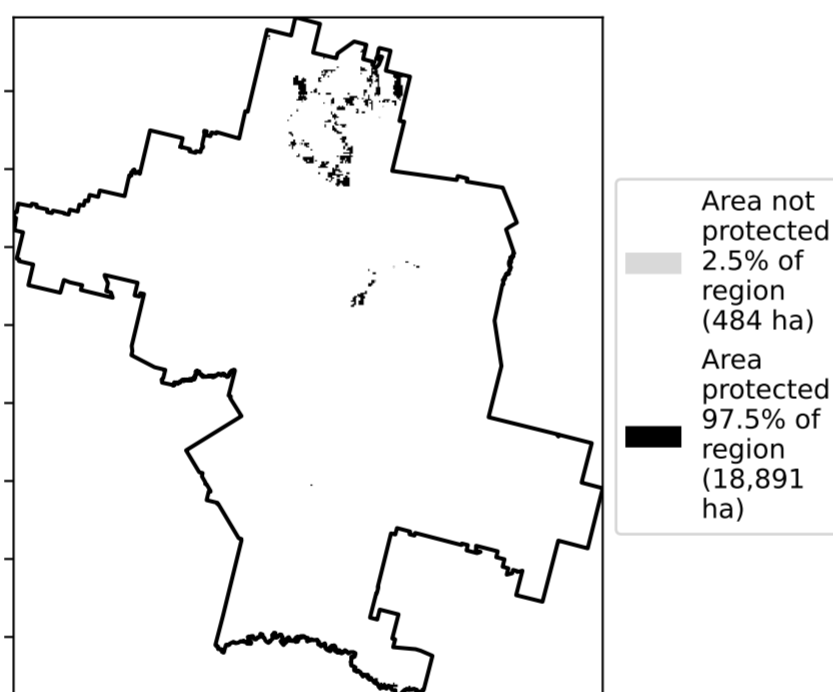 Area not
protected
2.5% of
region
(484 ha)
Area
protected
97.5% of
region
(18,891
ha)